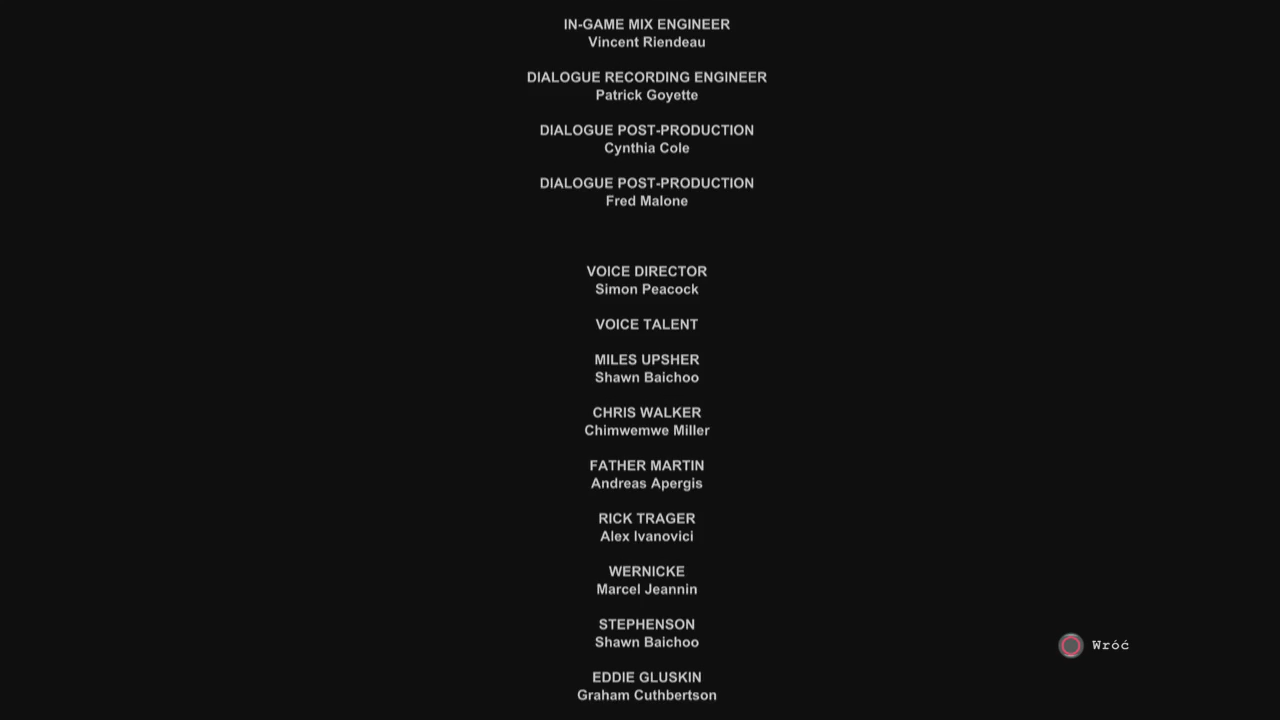 IN-GAME MIX ENGINEER
Vincent Riendeau
DIALOGUE RECORDING ENGINEER
Patrick Goyette
DIALOGUE POST-PRODUCTION
Cynthia Cole
DIALOGUE POST-PRODUCTION
Fred Malone
VOICE DIRECTOR
Simon Peacock
VOICE TALENT
MILES UPSHER
Shawn Baichoo
CHRIS WALKER
Chimwemwe Miller
FATHER MARTIN
Andreas Apergis
RICK TRAGER
Alex Ivanovici
WERNICKE
Marcel Jeannin
STEPHENSON
Shawn Baichoo
EDDIE GLUSKIN
Graham Cuthbertson
Wróć